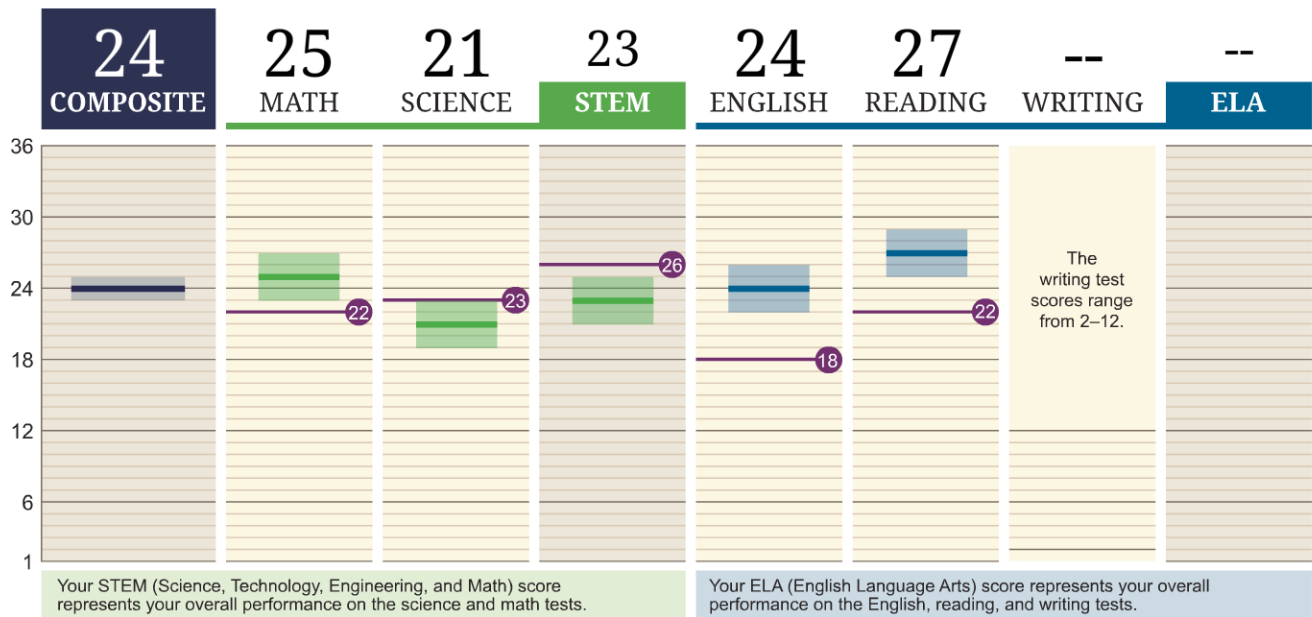 24
COMPOSITE
25
MATH
21
SCIENCE
23
STEM
24
ENGLISH
27
READING
--
WRITING
--
ELA
36
30
24
18
12
6
1
22
23
26
18
22
The
writing test
scores range
from 2–12.
Your STEM (Science, Technology, Engineering, and Math) score
represents your overall performance on the science and math tests.
Your ELA (English Language Arts) score represents your overall
performance on the English, reading, and writing tests.